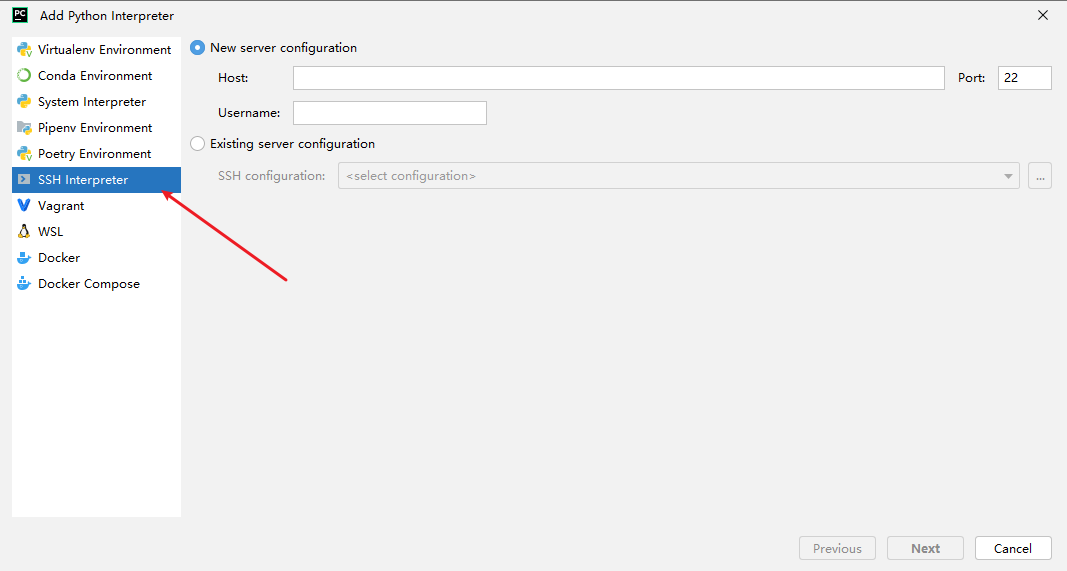 PC Add Python Interpreter
Virtualenv Environment
Conda Environment
System Interpreter
Pipenv Environment
Poetry Environment
SSH Interpreter
Vagrant
WSL
Docker
Docker Compose
New server configuration
Host: Port: 22
Username:
Existing server configuration
SSH configuration: <select configuration> ...
Previous Next Cancel